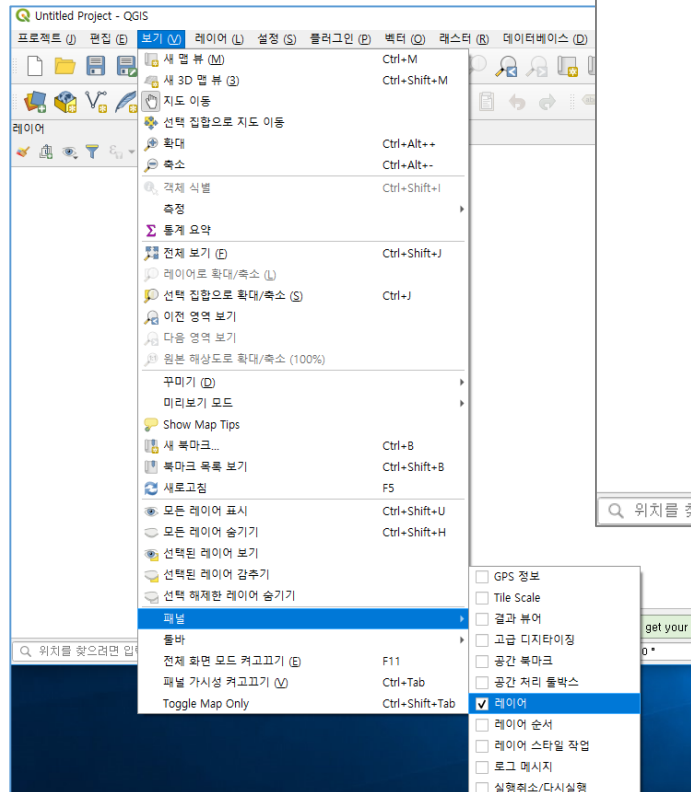 Untitled Project - QGIS
프로젝트 (J) 편집 (E) 보기 (V) 레이어 (L) 설정 (S) 플러그인 (P) 벡터 (O) 래스터 (R) 데이터베이스 (D)
레이어
새 맵 뷰 (M) Ctrl+M
새 3D 맵 뷰 (3) Ctrl+Shift+M
지도 이동
선택 집합으로 지도 이동
확대 Ctrl+Alt++
축소 Ctrl+Alt+-
객체 식별 Ctrl+Shift+I
측정
통계 요약
전체 보기 (F) Ctrl+Shift+J
레이어로 확대/축소 (L)
선택 집합으로 확대/축소 (S) Ctrl+J
이전 영역 보기
다음 영역 보기
원본 해상도로 확대/축소 (100%)
꾸미기 (D)
미리보기 모드
Show Map Tips
새 북마크... Ctrl+B
북마크 목록 보기 Ctrl+Shift+B
새로고침 F5
모든 레이어 표시 Ctrl+Shift+U
모든 레이어 숨기기 Ctrl+Shift+H
선택된 레이어 보기
선택된 레이어 감추기
선택 해제한 레이어 숨기기
패널
툴바
전체 화면 모드 켜고끄기 (E) F11
패널 가시성 켜고끄기 (V) Ctrl+Tab
Toggle Map Only Ctrl+Shift+Tab
GPS 정보
Tile Scale
결과 뷰어
고급 디지타이징
공간 북마크
공간 처리 툴박스
레이어
레이어 순서
레이어 스타일 작업
로그 메시지
실행취소/다시실행
위치를 찾으려면
위치를
get your
0 °